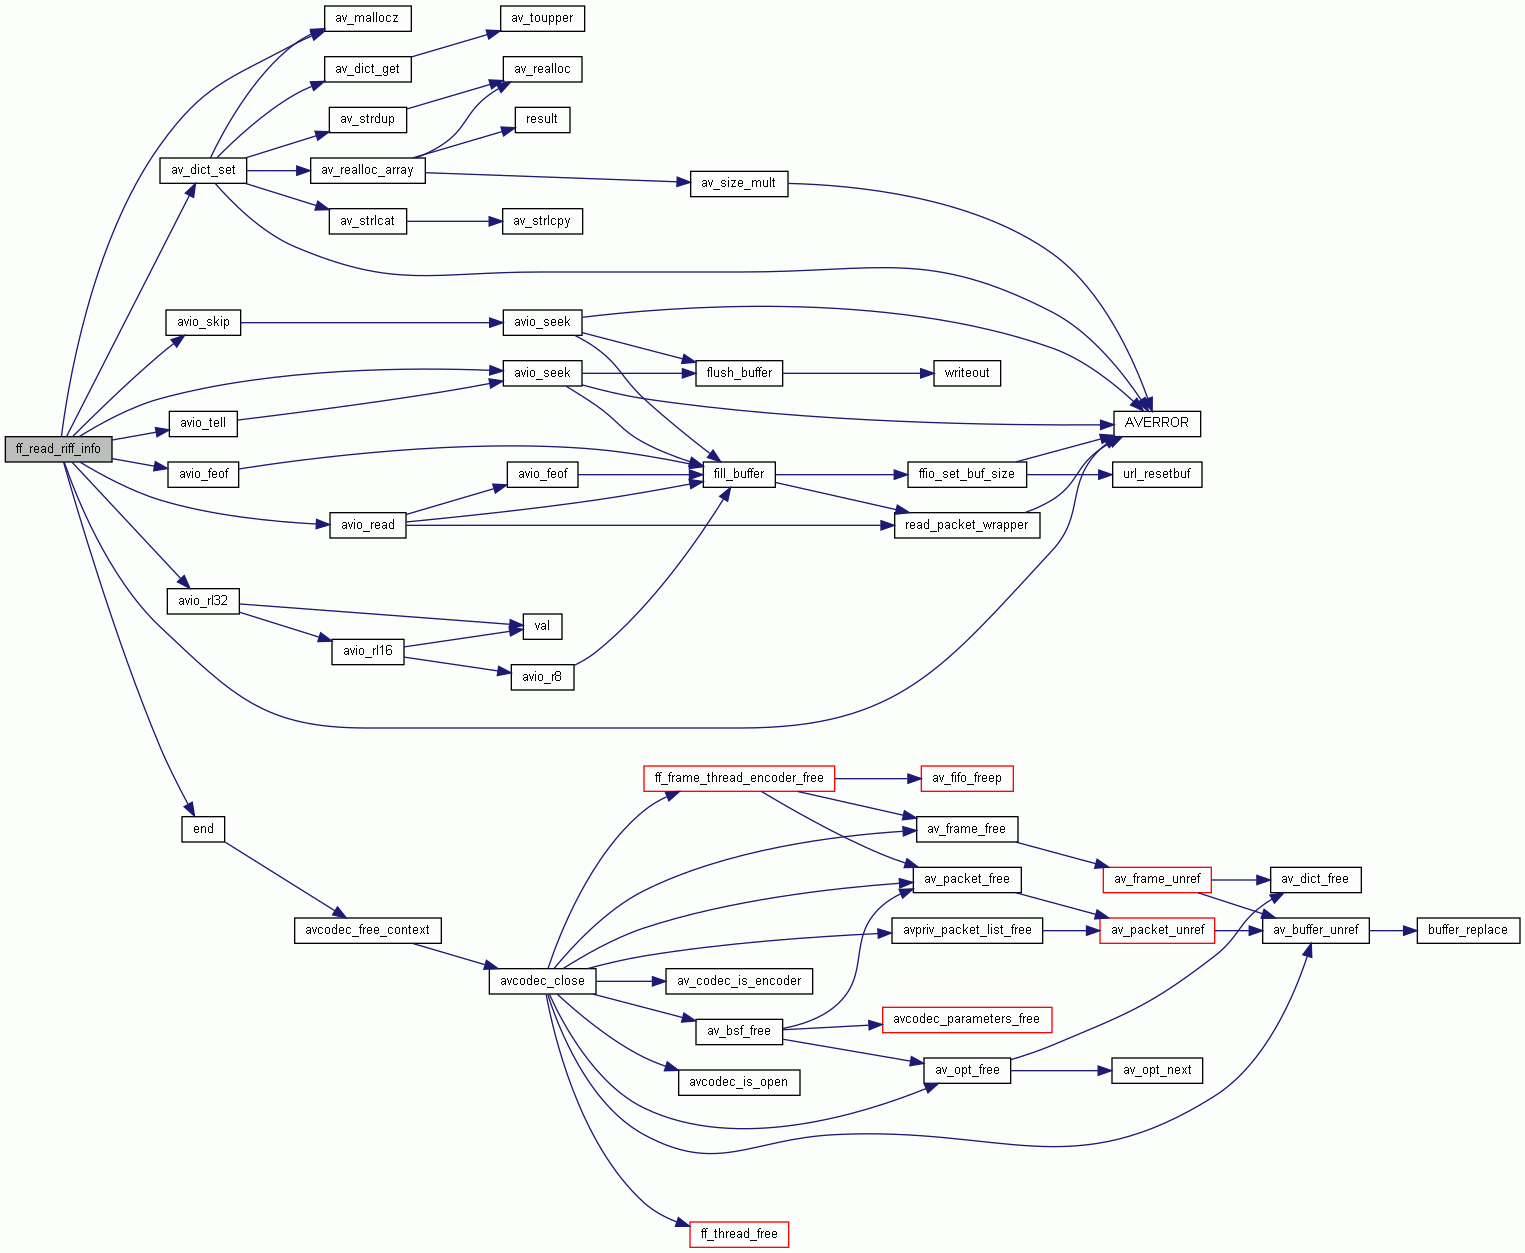 av_mallocz
av_toupper
av_dict_get
av_realloc
av_strdup
result
av_dict_set
av_realloc_array
av_size_mult
av_strlcat
av_strlcpy
avio_skip
avio_seek
avio_seek
flush_buffer
writeout
avio_tell
AVERROR
ff_read_riff_info
avio_feof
avio_feof
fill_buffer
ffio_set_buf_size
url_resetbuf
avio_read
read_packet_wrapper
avio_rl32
val
avio_rl16
avio_r8
ff_frame_thread_encoder_free
av_fifo_freep
end
av_frame_free
av_packet_free
av_frame_unref
av_dict_free
avcodec_free_context
avpriv_packet_list_free
av_packet_unref
av_buffer_unref
buffer_replace
avcodec_close
av_codec_is_encoder
av_bsf_free
avcodec_parameters_free
av_opt_free
av_opt_next
avcodec_is_open
ff_thread_free